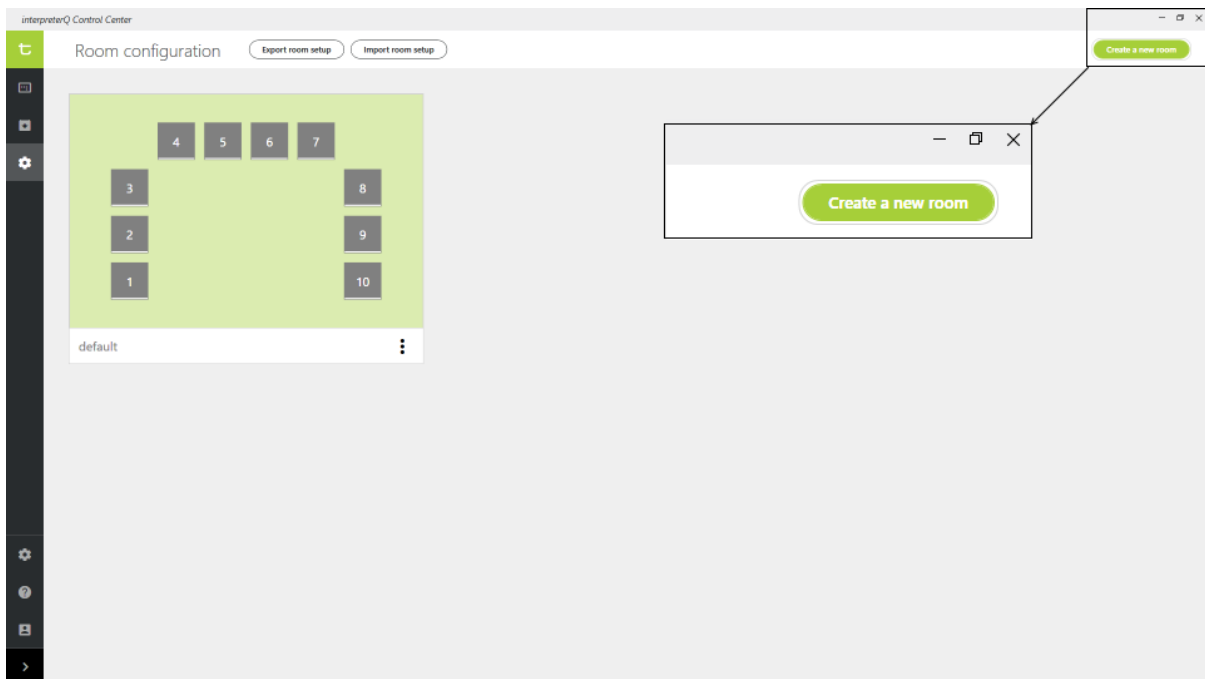 interpreterQ Control Center
Room configuration Export room setup Import room setup Create a new room
4 5 6 7
3 8
2 9
1 10
default
Create a new room